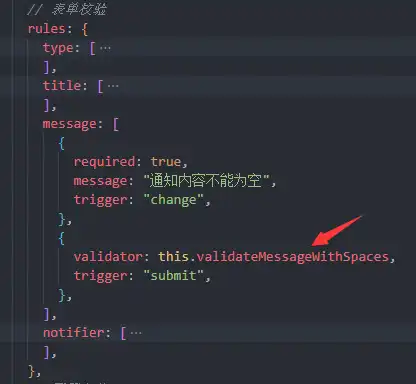 // 表单校验
rules: {
type: [ ···
],
title: [ ···
],
message: [
{
required: true,
message: "通知内容不能为空",
trigger: "change",
},
{
validator: this.validateMessageWithSpaces,
trigger: "submit",
},
],
notifier: [ ···
],
},